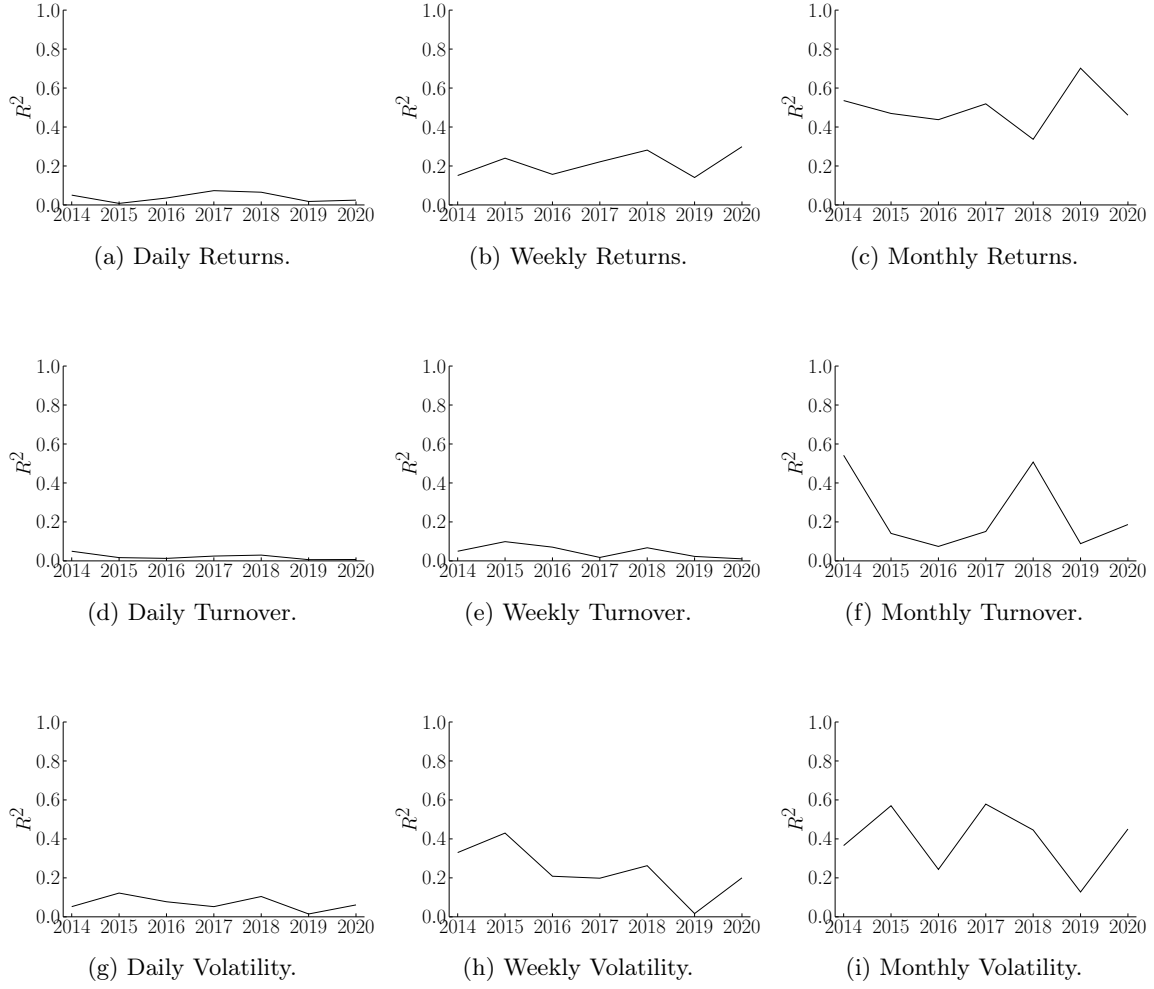 1.0 1.0 1.0
0.8 0.8 0.8
0.6 0.6 0.6
R² R² R²
0.4 0.4 0.4
0.2 0.2 0.2
0.0 0.0 0.0
2014 2015 2016 2017 2018 2019 2020 2014 2015 2016 2017 2018 2019 2020 2014 2015 2016 2017 2018 2019 2020
(a) Daily Returns. (b) Weekly Returns. (c) Monthly Returns.
1.0 1.0 1.0
0.8 0.8 0.8
0.6 0.6 0.6
R² R² R²
0.4 0.4 0.4
0.2 0.2 0.2
0.0 0.0 0.0
2014 2015 2016 2017 2018 2019 2020 2014 2015 2016 2017 2018 2019 2020 2014 2015 2016 2017 2018 2019 2020
(d) Daily Turnover. (e) Weekly Turnover. (f) Monthly Turnover.
1.0 1.0 1.0
0.8 0.8 0.8
0.6 0.6 0.6
R² R² R²
0.4 0.4 0.4
0.2 0.2 0.2
0.0 0.0 0.0
2014 2015 2016 2017 2018 2019 2020 2014 2015 2016 2017 2018 2019 2020 2014 2015 2016 2017 2018 2019 2020
(g) Daily Volatility. (h) Weekly Volatility. (i) Monthly Volatility.